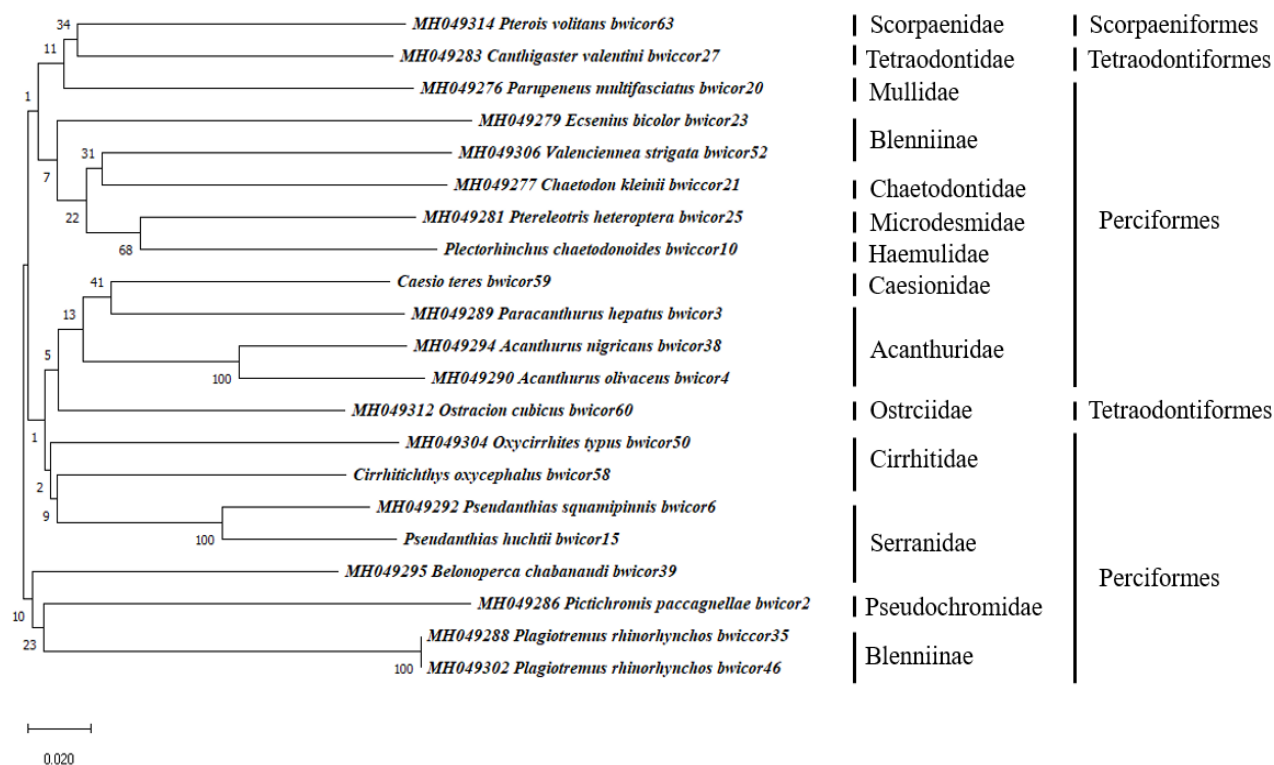 34
MH049314 Pterois volitans bwicor63
Scorpaenidae
Scorpaeniformes
11
MH049283 Canthigaster valentini bwiccor27
Tetraodontidae
Tetraodontiformes
1
MH049276 Parupeneus multifasciatus bwicor20
Mullidae
MH049279 Ecsenius bicolor bwicor23
Blenniinae
31
MH049306 Valenciennea strigata bwicor52
7
MH049277 Chaetodon kleinii bwiccor21
Chaetodontidae
22
MH049281 Ptereleotris heteroptera bwicor25
Microdesmidae
Perciformes
68
Plectorhinchus chaetodonoides bwiccor10
Haemulidae
41
Caesio teres bwicor59
Caesionidae
13
MH049289 Paracanthurus hepatus bwicor3
5
MH049294 Acanthurus nigricans bwicor38
Acanthuridae
100
MH049290 Acanthurus olivaceus bwicor4
MH049312 Ostracion cubicus bwicor60
Ostrciidae
Tetraodontiformes
1
MH049304 Oxycirrhites typus bwicor50
Cirrhitidae
2
Cirrhitichthys oxycephalus bwicor58
9
MH049292 Pseudanthias squamipinnis bwicor6
100
Pseudanthias huchtii bwicor15
Serranidae
MH049295 Belonoperca chabanaudi bwicor39
Perciformes
10
MH049286 Pictichromis paccagnellae bwicor2
Pseudochromidae
23
MH049288 Plagiotremus rhinorhynchos bwiccor35
Blenniinae
100
MH049302 Plagiotremus rhinorhynchos bwicor46
0.020